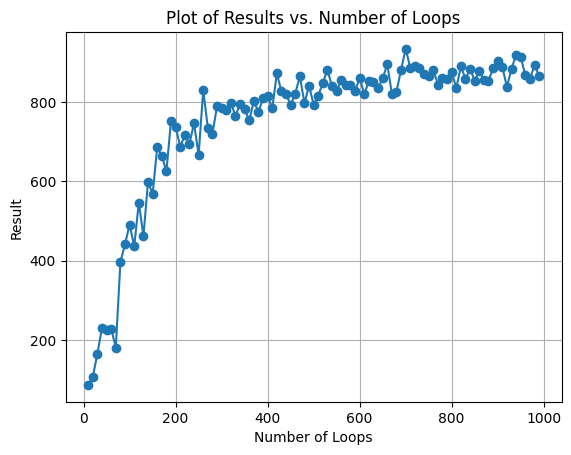 Plot of Results vs. Number of Loops
800
600
400
200
Result
0 200 400 600 800 1000
Number of Loops